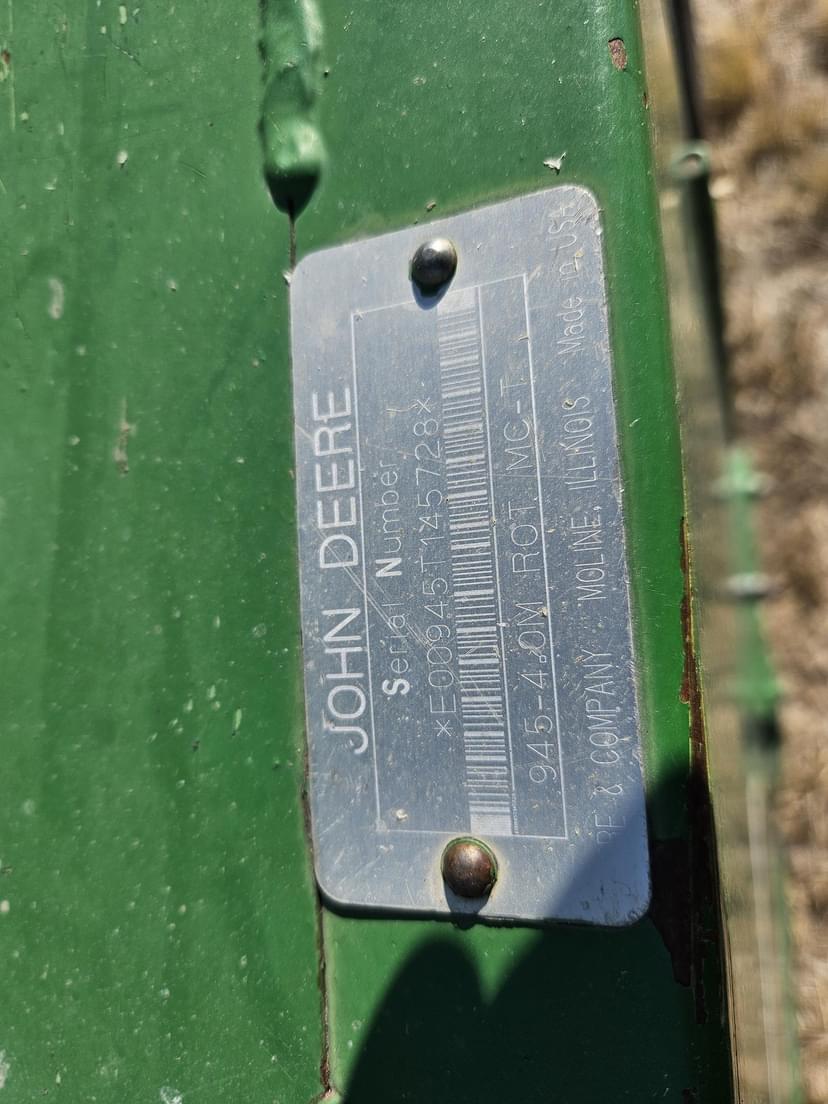 JOHN DEERE
Serial Number
*E00945T145728*
945-4.0M ROT. MC-T
RE & COMPANY MOLINE, ILLINOIS Made in USA